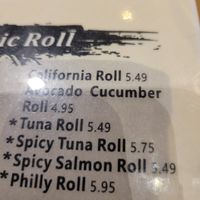 ic Roll
California Roll 5.49
Avocado Cucumber
Roll 4.95
*Tuna Roll 5.49
*Spicy Tuna Roll 5.75
*Spicy Salmon Roll 5.49
*Philly Roll 5.95